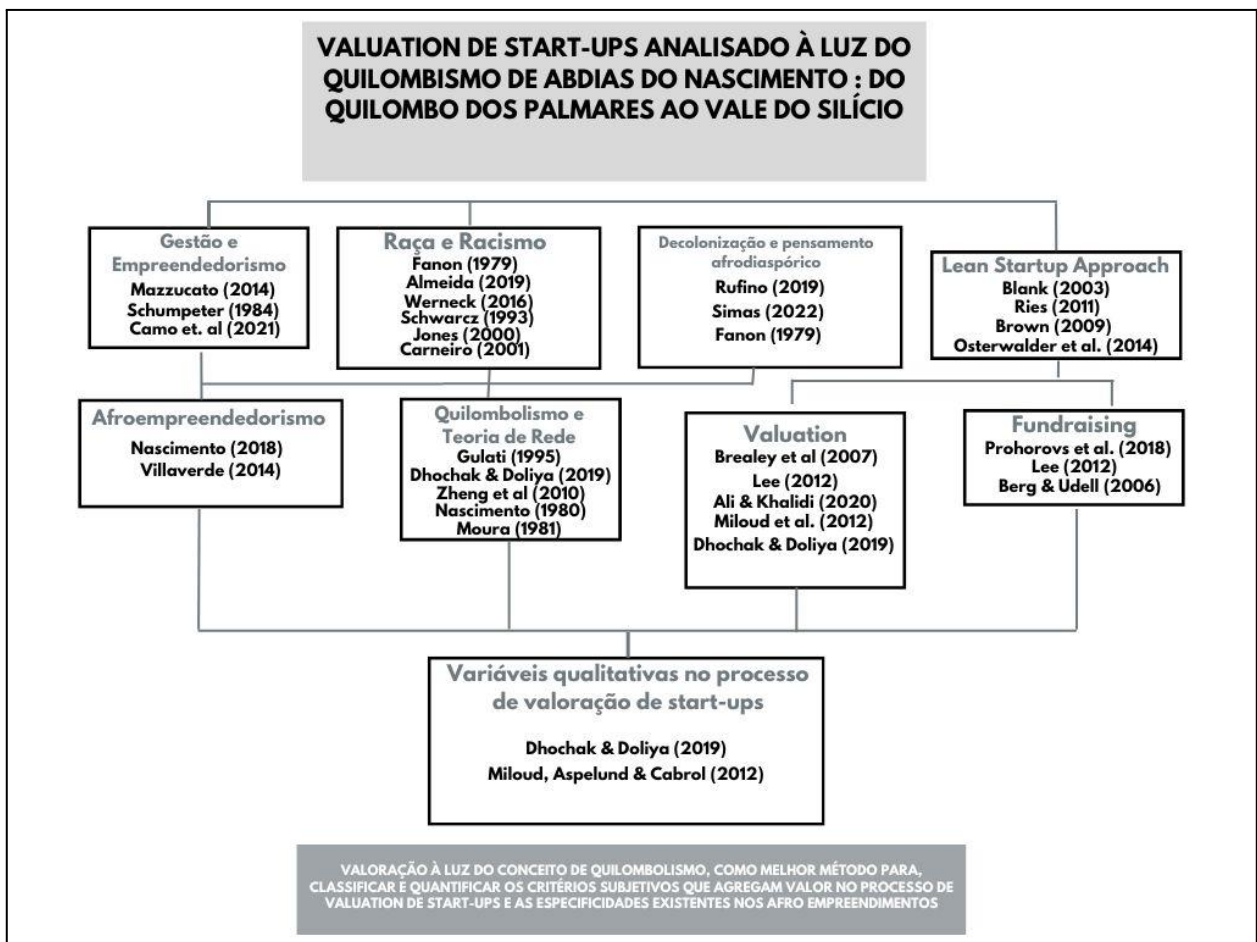 VALUATION DE START-UPS ANALISADO À LUZ DO
QUILOMBISMO DE ABDIAS DO NASCIMENTO : DO
QUILOMBO DOS PALMARES AO VALE DO SILÍCIO
Gestão e
Empreendedorismo
Mazzucato (2014)
Schumpeter (1984)
Camo et. al (2021)
Raça e Racismo
Fanon (1979)
Almeida (2019)
Werneck (2016)
Schwarcz (1993)
Jones (2000)
Carneiro (2001)
Decolonização e pensamento
afrodiaspórico
Rufino (2019)
Simas (2022)
Fanon (1979)
Lean Startup Approach
Blank (2003)
Ries (2011)
Brown (2009)
Osterwalder et al. (2014)
Afroempreendedorismo
Nascimento (2018)
Villaverde (2014)
Quilombolismo e
Teoria de Rede
Gulati (1995)
Dhochak & Doliya (2019)
Zheng et al (2010)
Nascimento (1980)
Moura (1981)
Valuation
Brealey et al (2007)
Lee (2012)
Ali & Khalidi (2020)
Miloud et al. (2012)
Dhochak & Doliya (2019)
Fundraising
Prohorovs et al. (2018)
Lee (2012)
Berg & Udell (2006)
Variáveis qualitativas no processo
de valoração de start-ups
Dhochak & Doliya (2019)
Miloud, Aspelund & Cabrol (2012)
VALORAÇÃO À LUZ DO CONCEITO DE QUILOMBOLISMO, COMO MELHOR MÉTODO PARA,
CLASSIFICAR E QUANTIFICAR OS CRITÉRIOS SUBJETIVOS QUE AGREGAM VALOR NO PROCESSO DE
VALUATION DE START-UPS E AS ESPECIFICIDADES EXISTENTES NOS AFRO EMPREENDIMENTOS